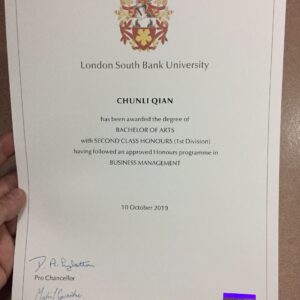 London South Bank University
CHUNLI QIAN
has been awarded the degree of
BACHELOR OF ARTS
with SECOND CLASS HONOURS (1st Division)
having followed an approved Honours programme in
BUSINESS MANAGEMENT
10 October 2019
Pro Chancellor